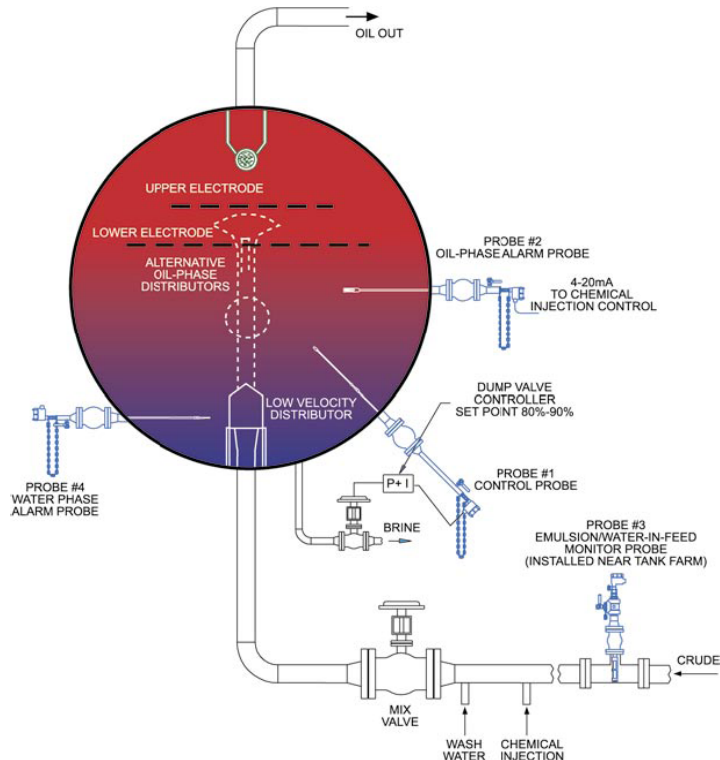 OIL OUT
UPPER ELECTRODE
LOWER ELECTRODE
ALTERNATIVE
OIL-PHASE
DISTRIBUTORS
PROBE #2
OIL-PHASE ALARM PROBE
4-20mA
TO CHEMICAL
INJECTION CONTROL
LOW VELOCITY
DISTRIBUTOR
DUMP VALVE
CONTROLLER
SET POINT 80%-90%
PROBE #4
WATER PHASE
ALARM PROBE
P+ I
PROBE #1
CONTROL PROBE
BRINE
PROBE #3
EMULSION/WATER-IN-FEED
MONITOR PROBE
(INSTALLED NEAR TANK FARM)
CRUDE
MIX
VALVE
WASH
WATER
CHEMICAL
INJECTION